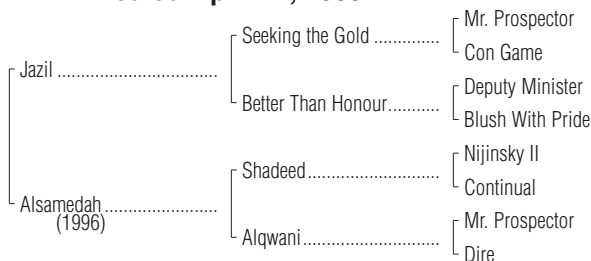 Mr. Prospector
Seeking the Gold ..............
Con Game
Jazil ..................................
Deputy Minister
Better Than Honour...........
Blush With Pride
Nijinsky II
Shadeed............................
Continual
Alsamedah ........................
(1996)
Mr. Prospector
Alqwani.............................
Dire